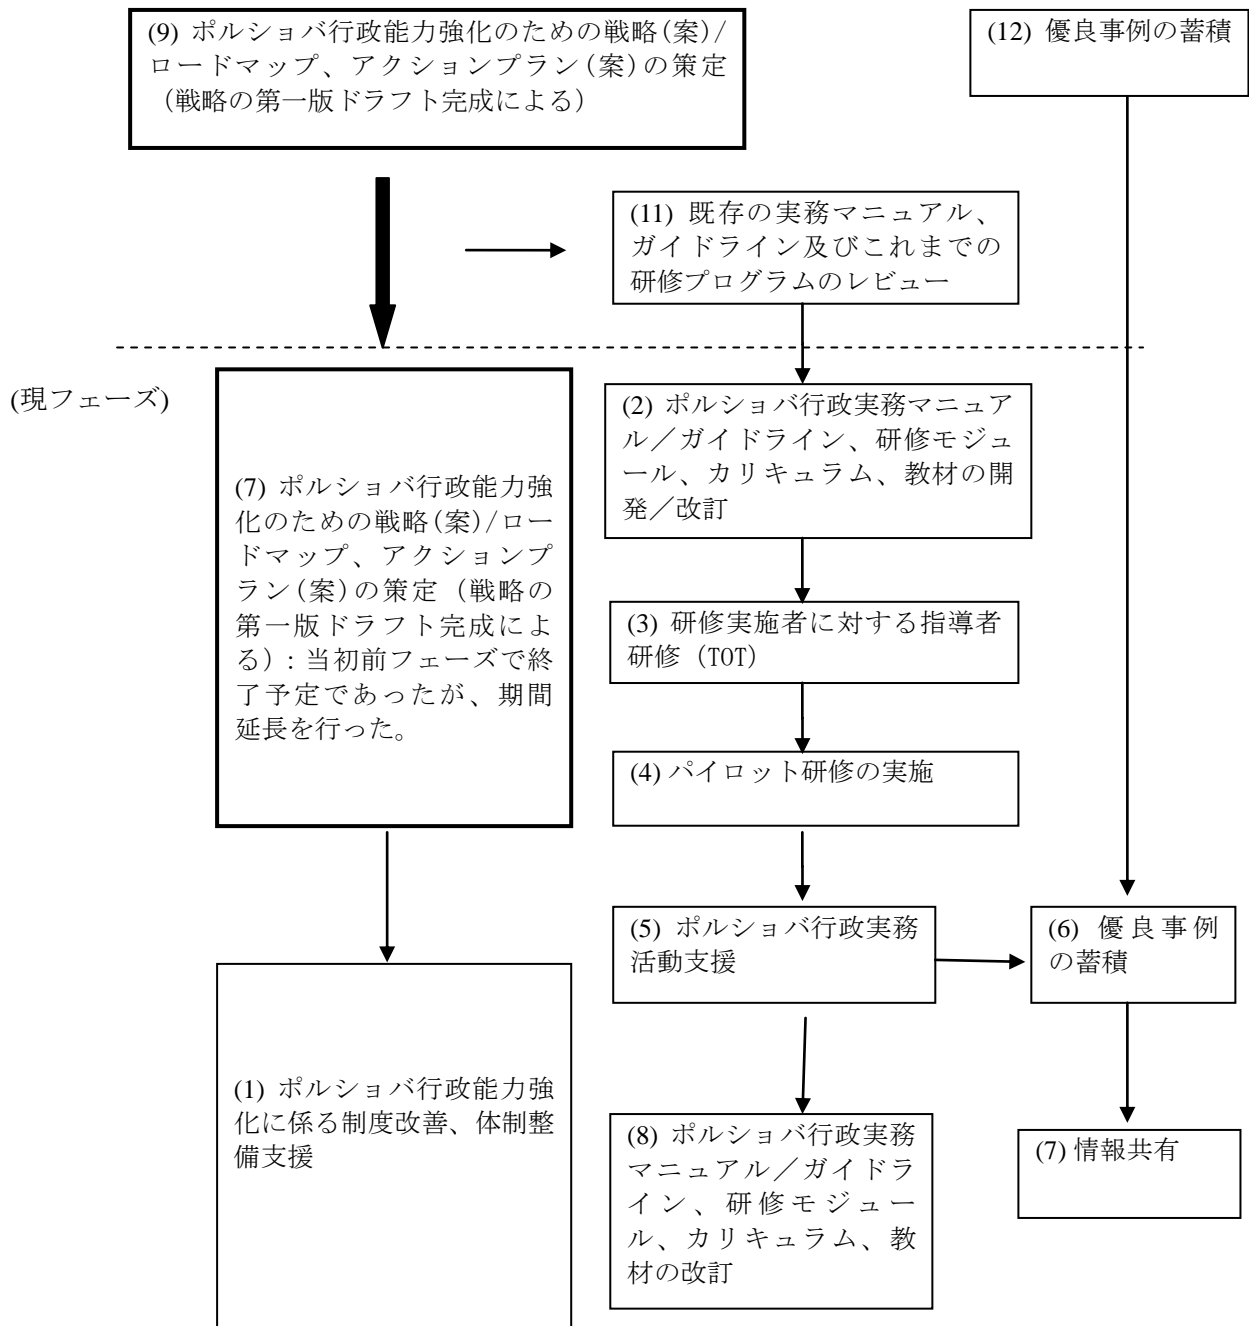 (9) ポルショバ行政能力強化のための戦略(案)/
ロードマップ、アクションプラン(案)の策定
（戦略の第一版ドラフト完成による）
(12) 優良事例の蓄積
(11) 既存の実務マニュアル、
ガイドライン及びこれまでの
研修プログラムのレビュー
(現フェーズ)
(7) ポルショバ行政能力強
化のための戦略(案)/ロー
ドマップ、アクションプ
ラン(案)の策定（戦略の
第一版ドラフト完成によ
る）：当初前フェーズで終
了予定であったが、期間
延長を行った。
(2) ポルショバ行政実務マニュア
ル／ガイドライン、研修モジュ
ール、カリキュラム、教材の開
発／改訂
(3) 研修実施者に対する指導者
研修（TOT）
(4) パイロット研修の実施
(5) ポルショバ行政実務
活動支援
(6) 優良事例
の蓄積
(1) ポルショバ行政能力強
化に係る制度改善、体制整
備支援
(8) ポルショバ行政実務
マニュアル／ガイドラ
イン、研修モジュー
ル、カリキュラム、教
材の改訂
(7) 情報共有